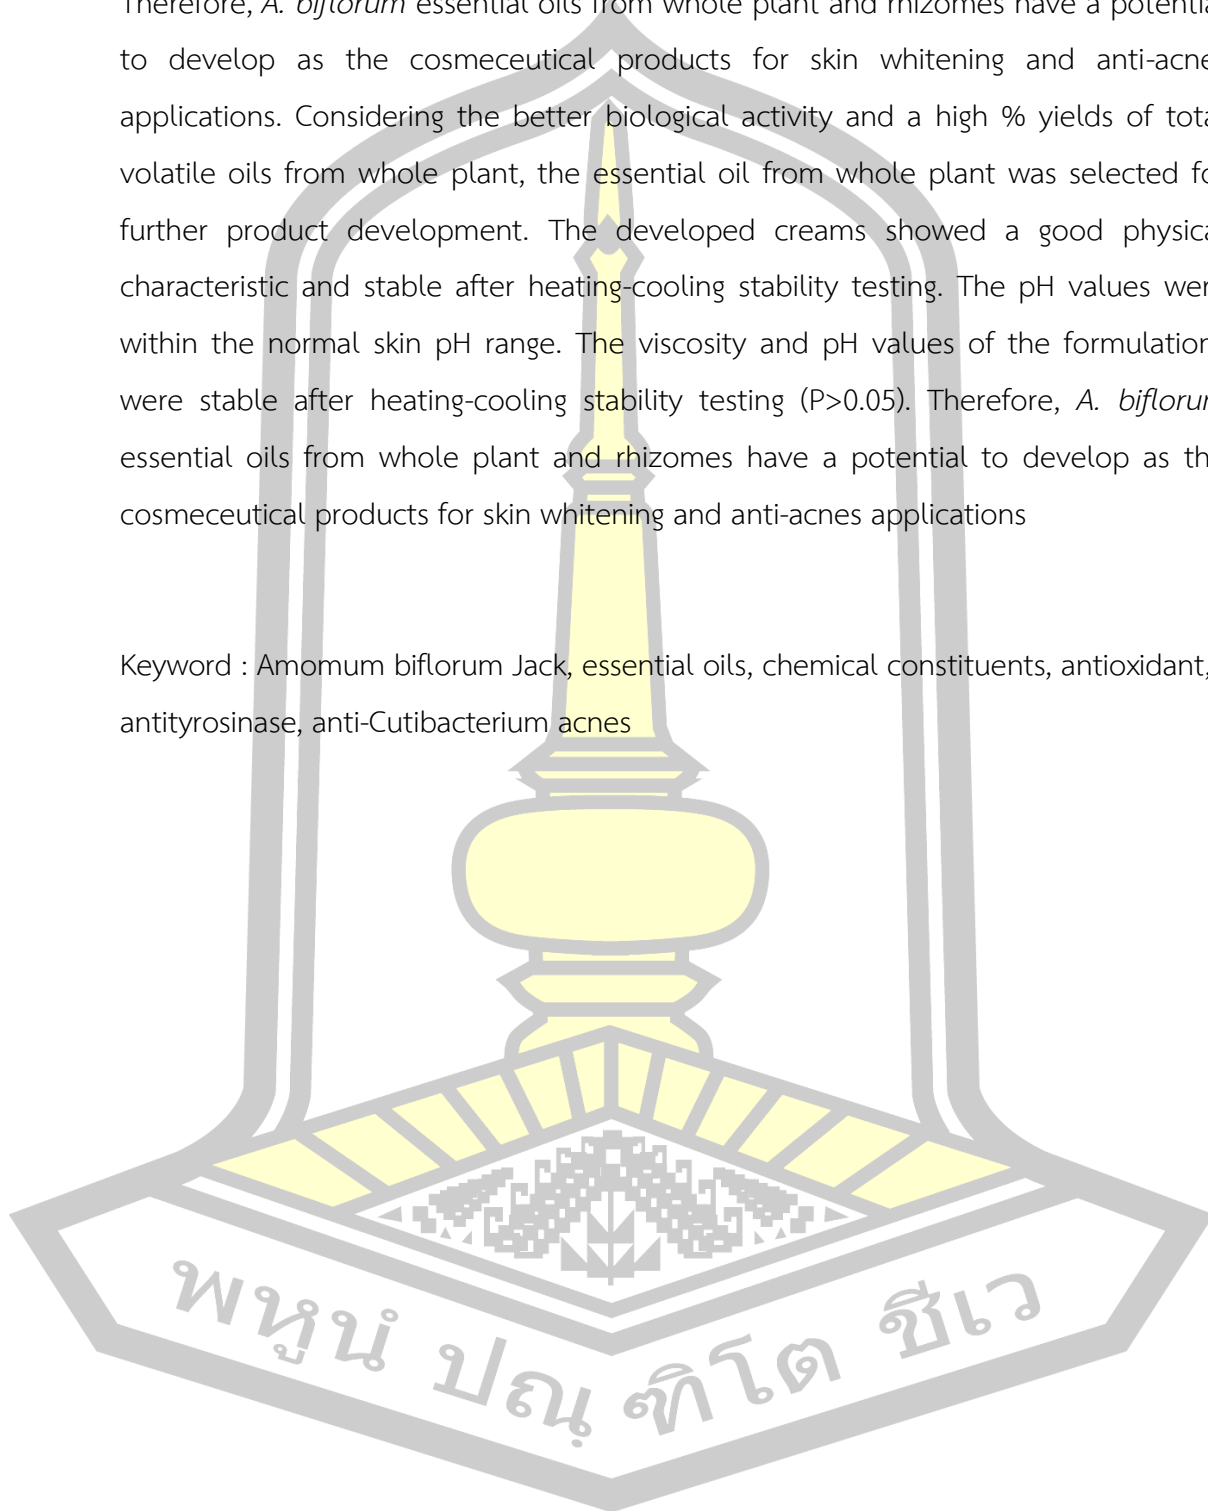 Therefore, A. biflorum essential oils from whole plant and rhizomes have a potentia
to develop as the cosmeceutical products for skin whitening and anti-acne
applications. Considering the better biological activity and a high % yields of tota
volatile oils from whole plant, the essential oil from whole plant was selected fo
further product development. The developed creams showed a good physica
characteristic and stable after heating-cooling stability testing. The pH values wer
within the normal skin pH range. The viscosity and pH values of the formulation
were stable after heating-cooling stability testing (P>0.05). Therefore, A. biflorum
essential oils from whole plant and rhizomes have a potential to develop as th
cosmeceutical products for skin whitening and anti-acnes applications
Keyword : Amomum biflorum Jack, essential oils, chemical constituents, antioxidant,
antityrosinase, anti-Cutibacterium acnes
พหูนํ ปณฺฑิโต ชีเว